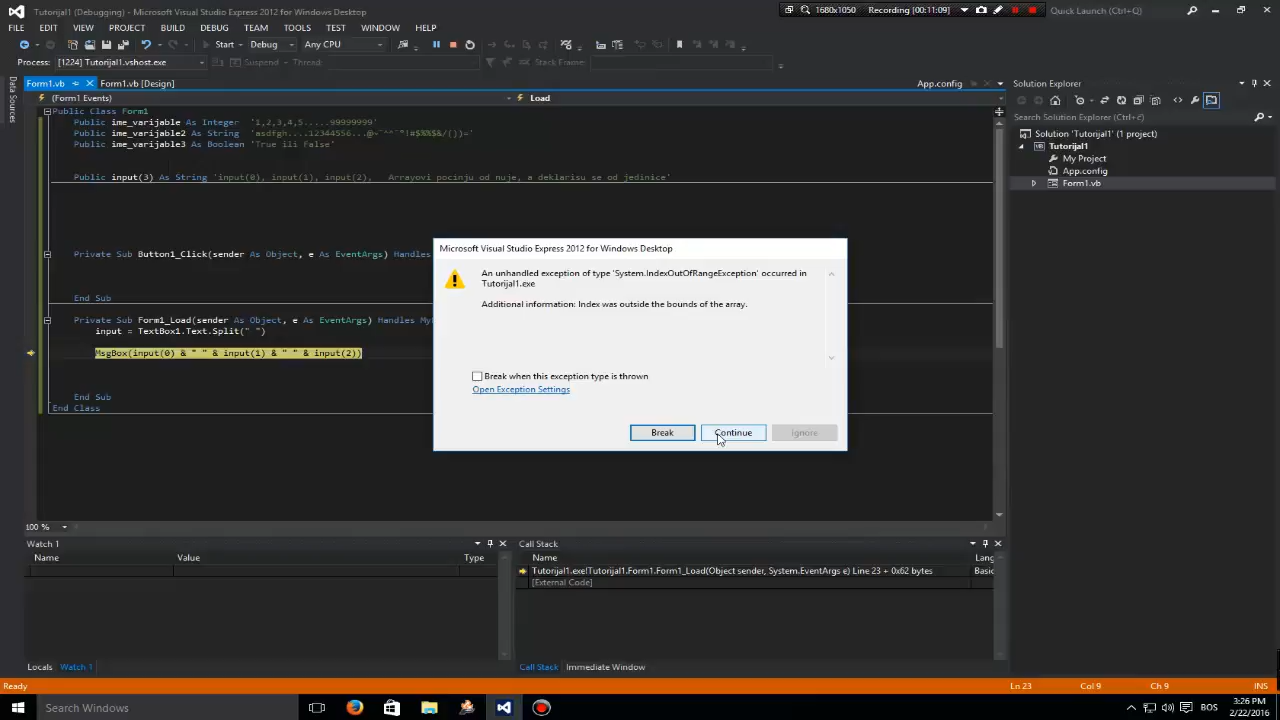 Tutorijal1 (Debugging) - Microsoft Visual Studio Express 2012 for Windows Desktop
1680x1050
Recording [00:11:09]
Quick Launch (Ctrl+Q)
FILE EDIT VIEW PROJECT BUILD DEBUG TEAM TOOLS TEST WINDOW HELP
Start Debug Any CPU
Process: [1224] Tutorijal1.vshost.exe Suspend Thread: Stack Frame:
Form1.vb Form1.vb [Design] App.config
(Form1 Events) Load
Data Sources
Public Class Form1
Public ime_varijable As Integer '1,2,3,4,5.....99999999'
Public ime_varijable3 As Boolean 'True ili False'
Public input(3) As String 'input(0), input(1), input(2), Arrayovi pocinju od nuje, a deklarisu se od jedinice'
Private Sub Button1_Click(sender As Object, e As EventArgs) Handles
End Sub
Private Sub Form1_Load(sender As Object, e As EventArgs) Handles My
input = TextBox1.Text.Split(" ")
MsgBox(input(0) & " " & input(1) & " " & input(2))
End Sub
End Class
100 %
Microsoft Visual Studio Express 2012 for Windows Desktop
An unhandled exception of type 'System.IndexOutOfRangeException' occurred in
Tutorijal1.exe
Additional information: Index was outside the bounds of the array.
Break when this exception type is thrown
Open Exception Settings
Break Continue Ignore
Solution Explorer
Search Solution Explorer (Ctrl+č)
Solution 'Tutorijal1' (1 project)
Tutorijal1
My Project
App.config
Form1.vb
Watch 1
Name Value Type
Locals Watch 1
Call Stack
Name Lang
Tutorijal1.exe!Tutorijal1.Form1.Form1_Load(Object sender, System.EventArgs e) Line 23 + 0x62 bytes Basic
[External Code]
Call Stack Immediate Window
Ready Ln 23 Col 9 Ch 9 INS
Search Windows
BOS
3:26 PM
2/22/2016